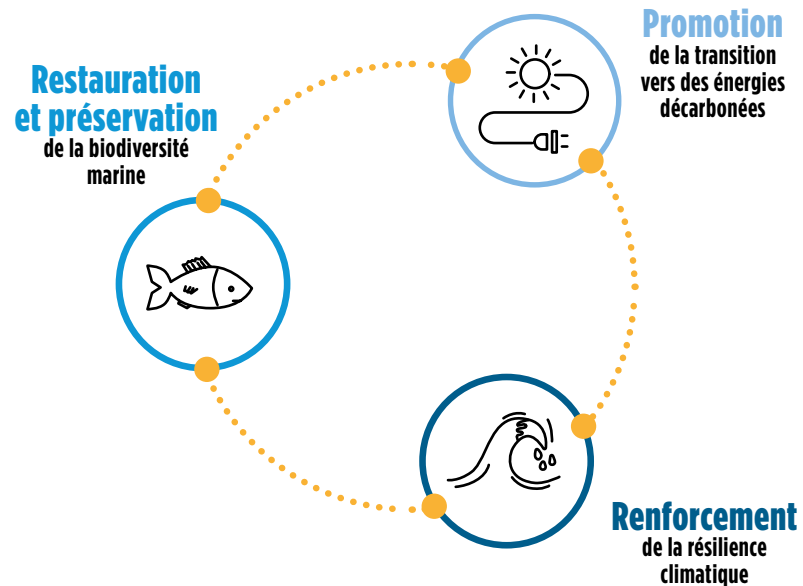 Promotion
de la transition
vers des énergies
décarbonées
Restauration
et préservation
de la biodiversité
marine
Renforcement
de la résilience
climatique